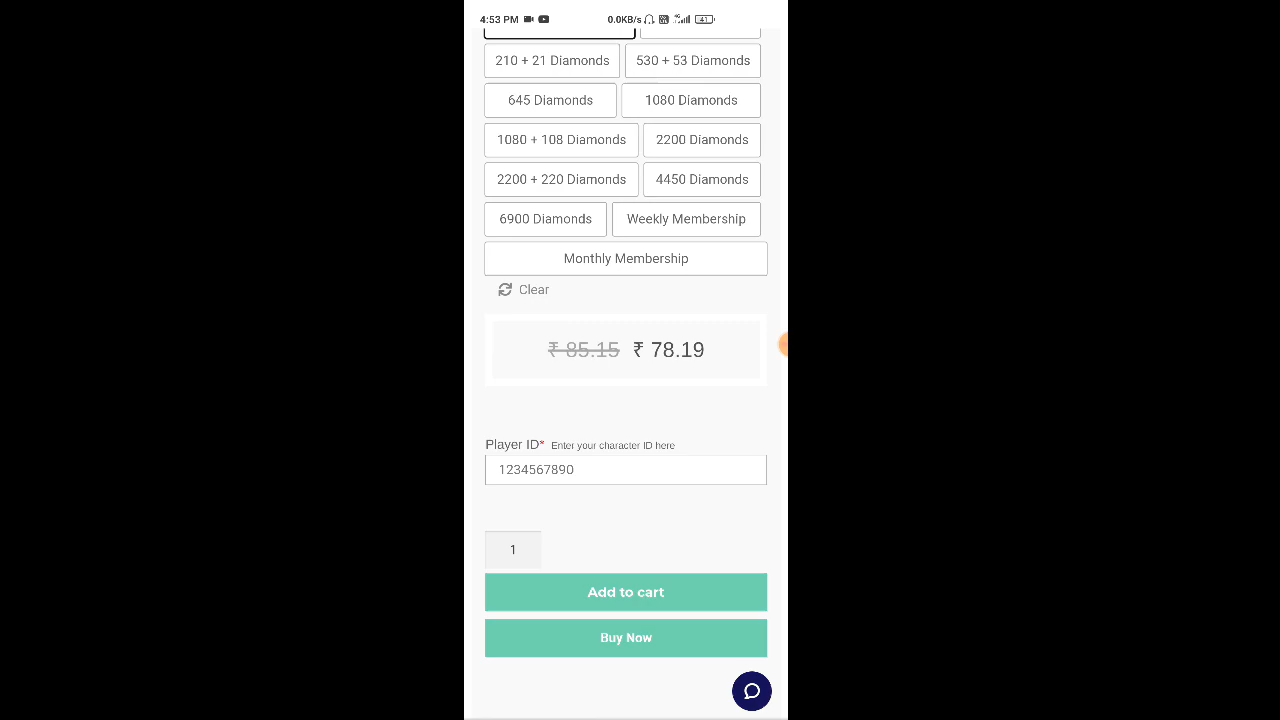 4:53 PM 0.0KB/s 4G 41
210 + 21 Diamonds 530 + 53 Diamonds
645 Diamonds 1080 Diamonds
1080 + 108 Diamonds 2200 Diamonds
2200 + 220 Diamonds 4450 Diamonds
6900 Diamonds Weekly Membership
Monthly Membership
Clear
₹ 85.15 ₹ 78.19
Player ID* Enter your character ID here
1234567890
1
Add to cart
Buy Now